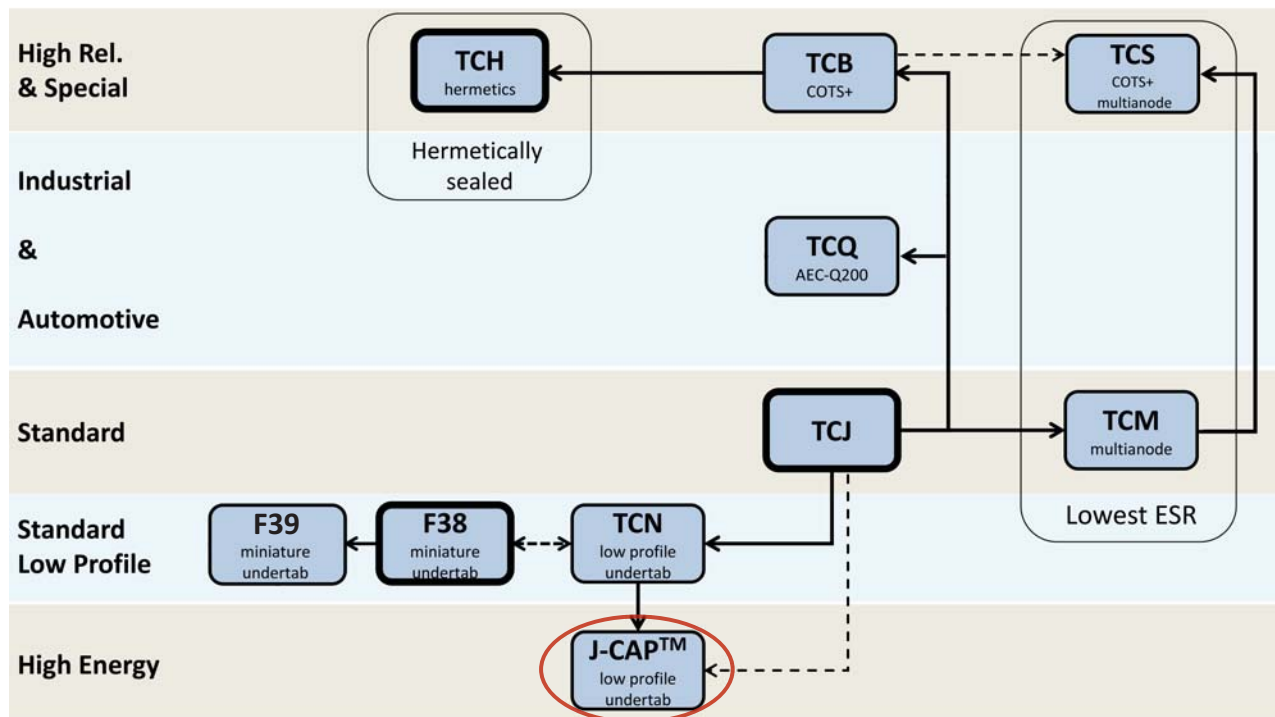 High Rel.
& Special
TCH
hermetics
Hermetically
sealed
TCB
COTS+
TCS
COTS+
multianode
Industrial
&
Automotive
TCQ
AEC-Q200
Standard
TCJ
TCM
multianode
Lowest ESR
Standard
Low Profile
F39
miniature
undertab
F38
miniature
undertab
TCN
low profile
undertab
High Energy
J-CAP™
low profile
undertab